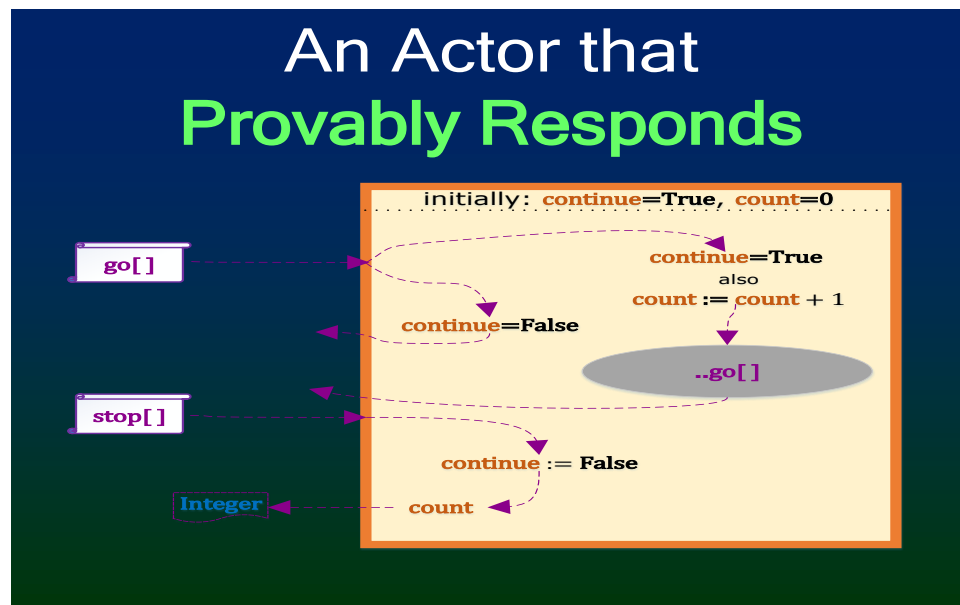 An Actor that
Provably Responds
initially: continue=True, count=0
go[ ]
continue=True
also
count := count + 1
continue=False
..go[ ]
stop[ ]
continue := False
Integer
count